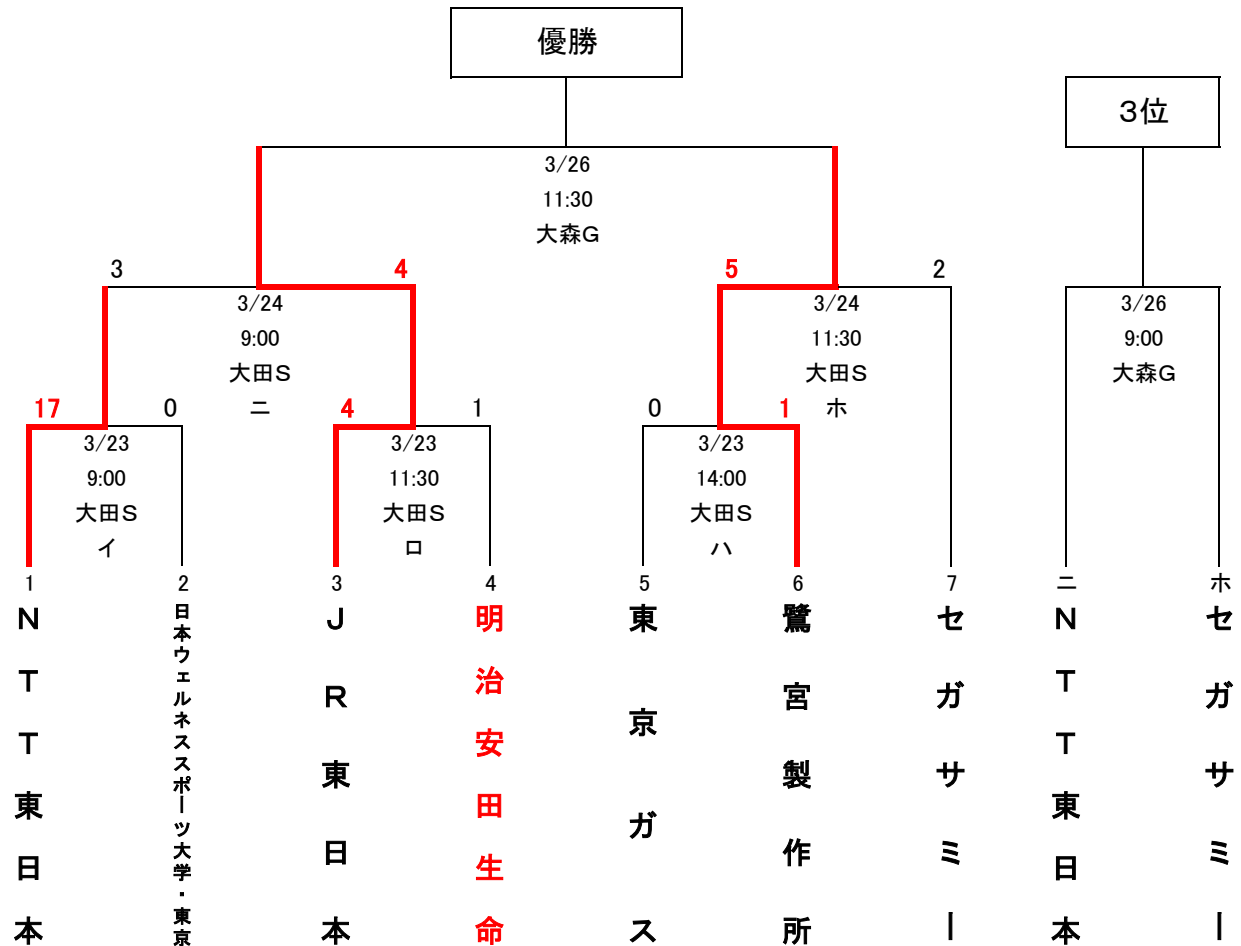 優勝
3位
3/26
11:30
大森G
3
4
5
2
3/24
9:00
大田S
ニ
3/24
11:30
大田S
ホ
3/26
9:00
大森G
17
0
4
1
0
1
3/23
9:00
大田S
イ
3/23
11:30
大田S
ロ
3/23
14:00
大田S
ハ
1
2
3
4
5
6
7
ニ
ホ
NTT東日本
日本ウェルネススポーツ大学・東京
JR東日本
明治安田生命
東京ガス
鷺宮製作所
セガサミー
NTT東日本
セガサミー